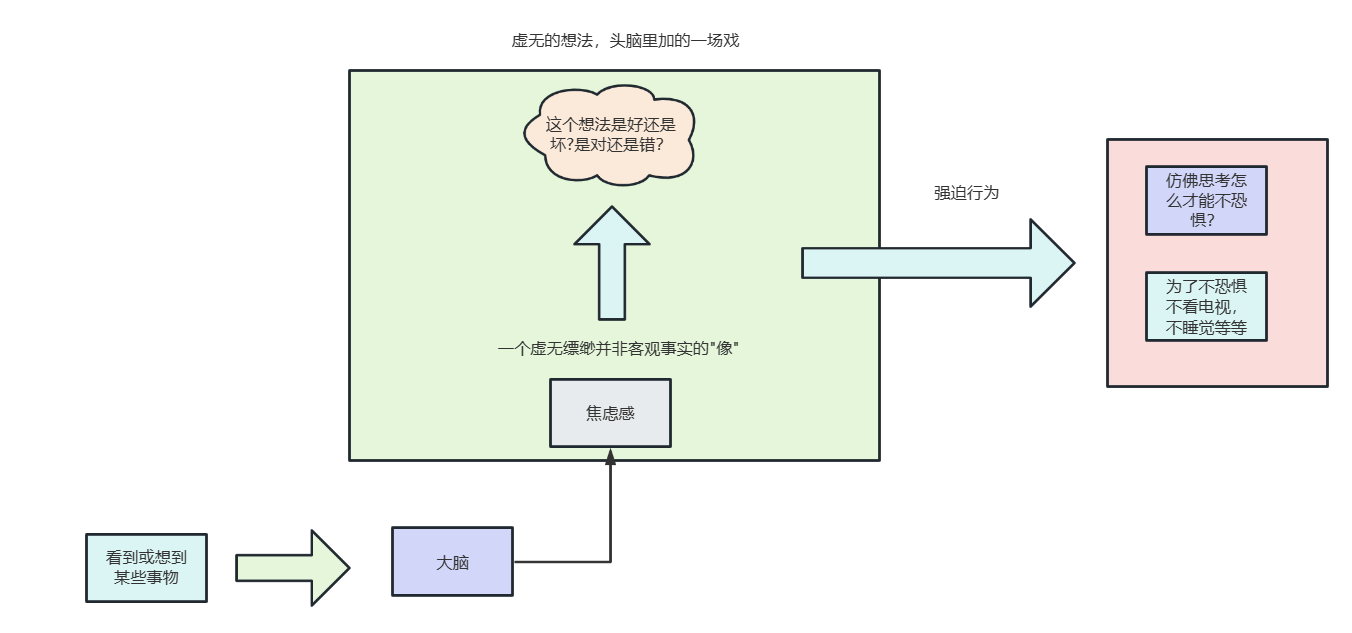 虚无的想法，头脑里加的一场戏
这个想法是好还是
坏?是对还是错？
强迫行为
仿佛思考怎
么才能不恐
惧？
为了不恐惧
不看电视，
不睡觉等等
一个虚无缥缈并非客观事实的"像"
焦虑感
看到或想到
某些事物
大脑